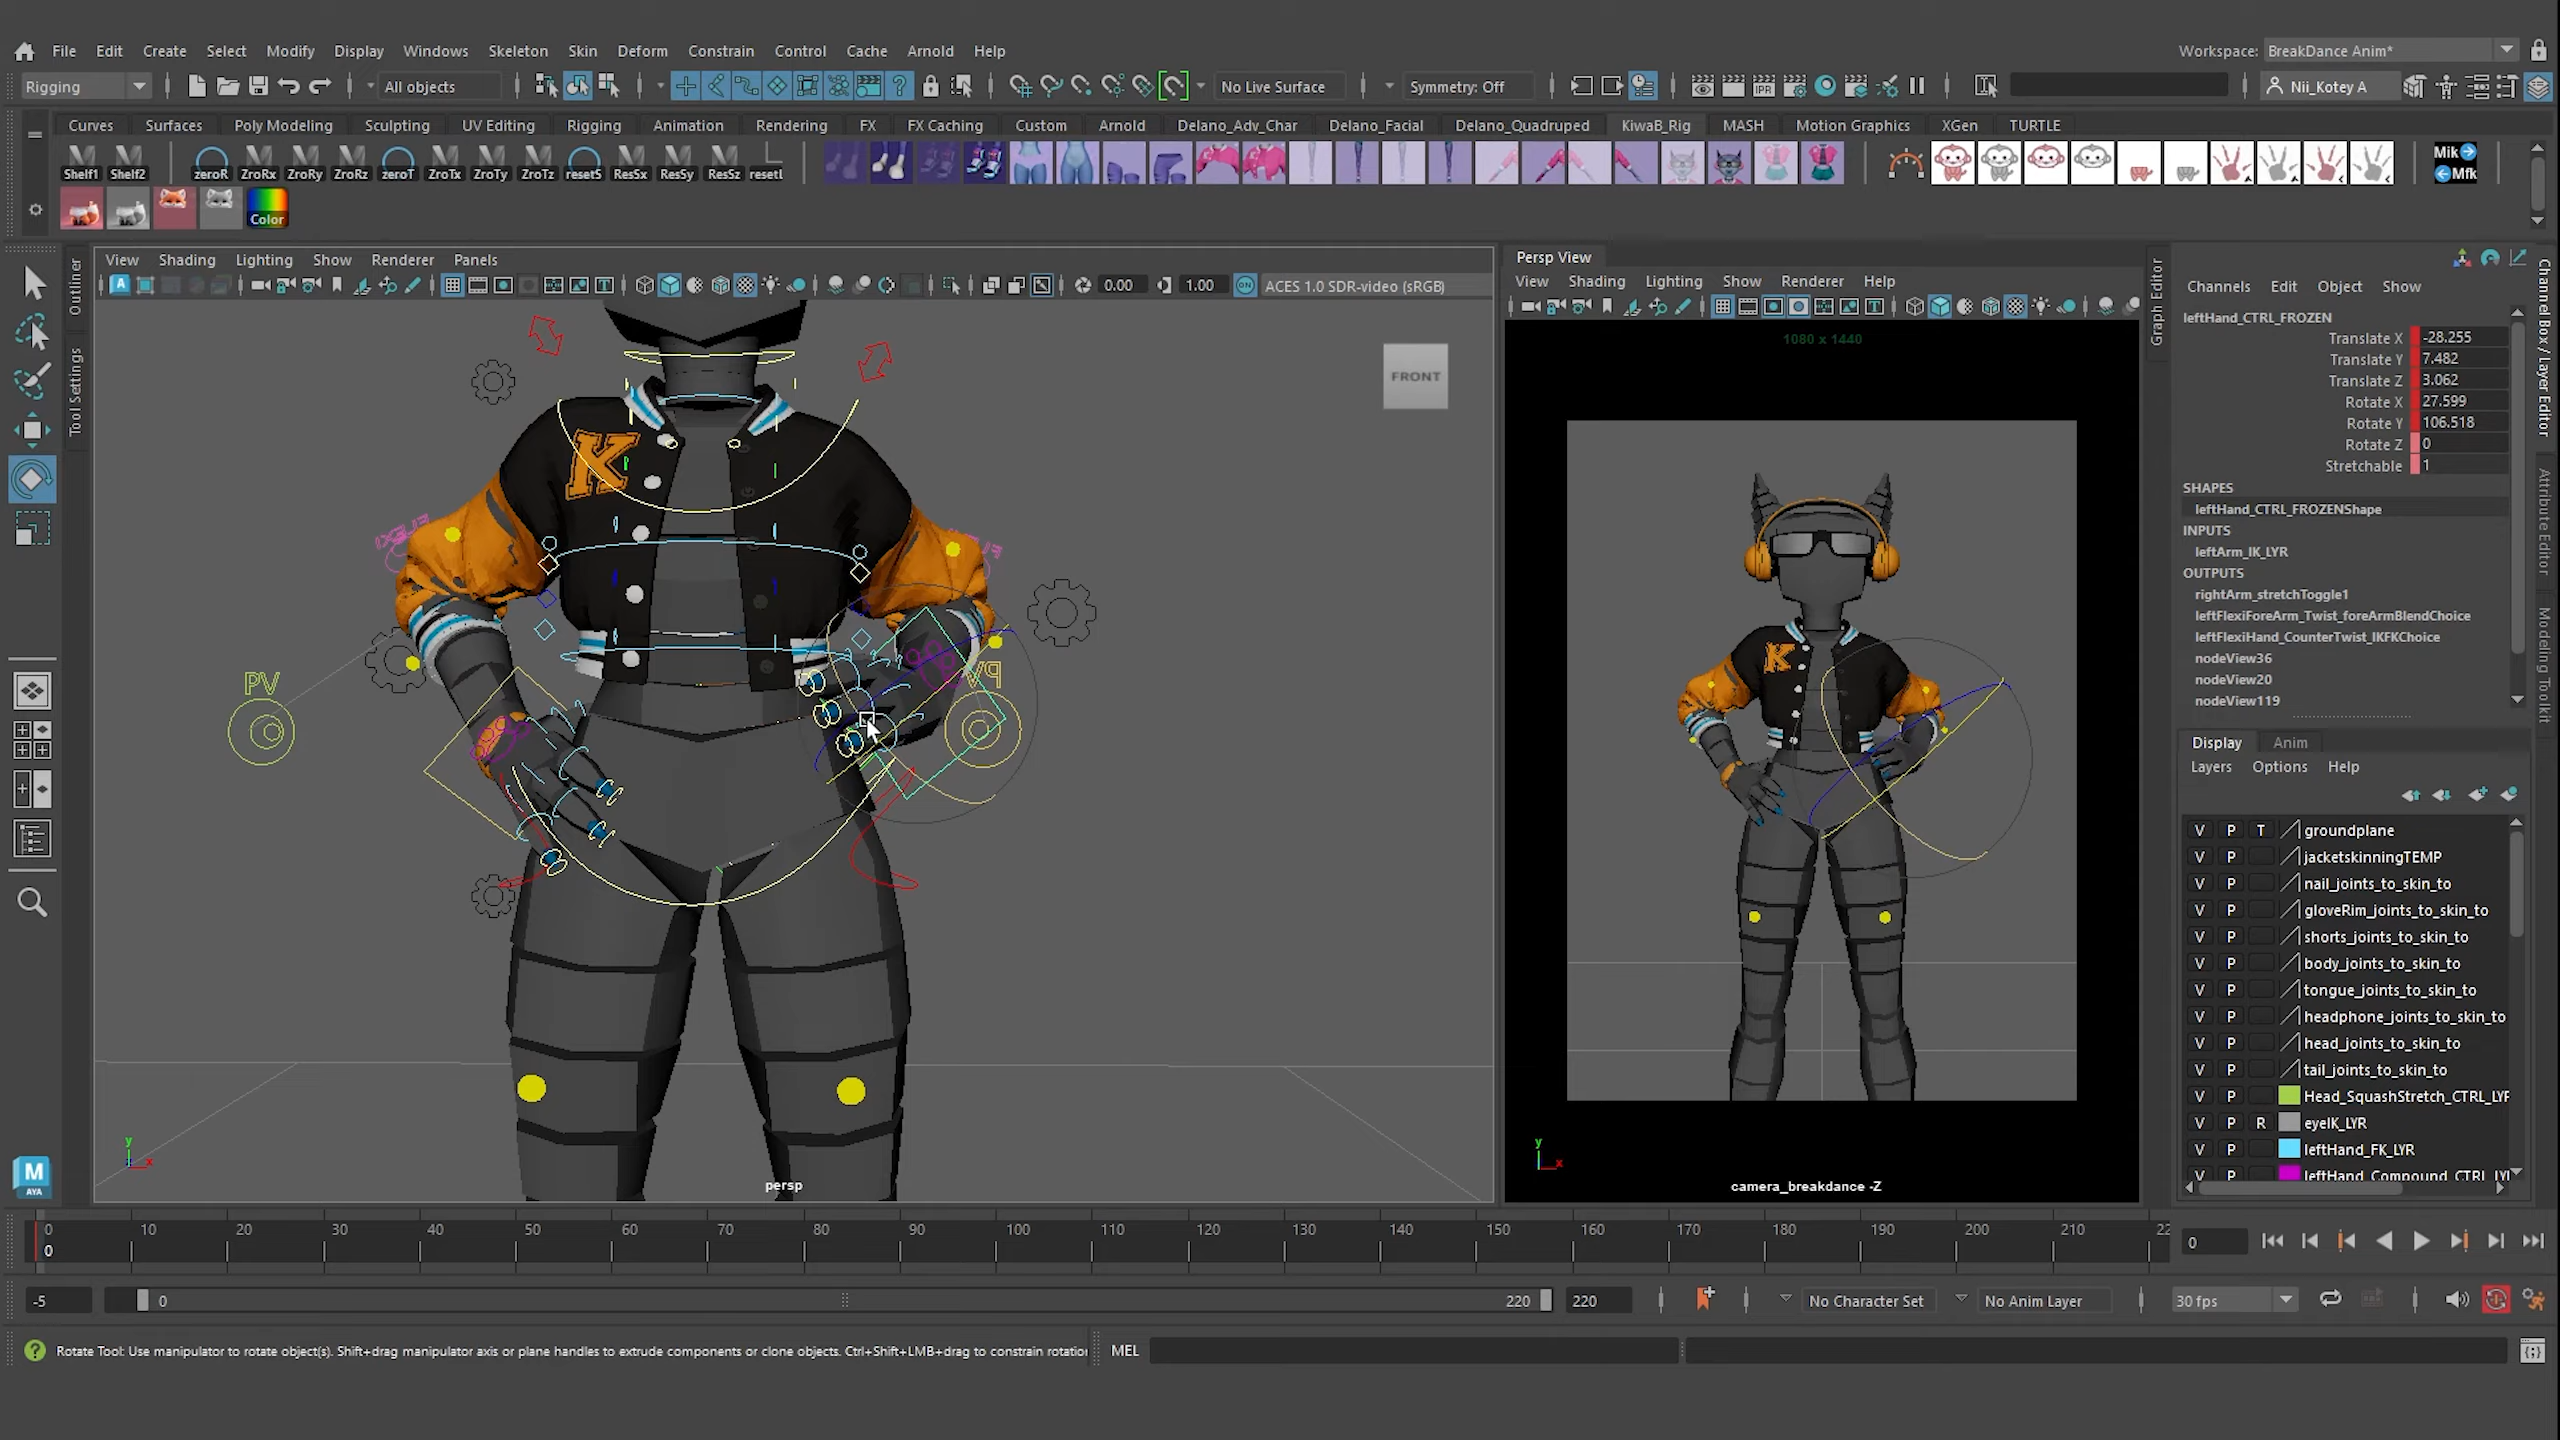 File Edit Create Select Modify Display Windows Skeleton Skin Deform Constrain Control Cache Arnold Help
Workspace: BreakDance Anim*
Rigging
All objects
No Live Surface
Symmetry: Off
IPR
Nii_Kotey A
Curves Surfaces Poly Modeling Sculpting UV Editing Rigging Animation Rendering FX FX Caching Custom Arnold Delano_Adv_Char Delano_Facial Delano_Quadruped KiwaB_Rig MASH Motion Graphics XGen TURTLE
Shelf1 Shelf2 zeroR ZroRx ZroRy ZroRz zeroT ZroTx ZroTy ZroTz resetS ResSx ResSy ResSz resetL
Mik
Mfk
Color
Outliner
Tool Settings
View Shading Lighting Show Renderer Panels
0.00 1.00 ACES 1.0 SDR-video (sRGB)
FRONT
K
PV
PV
y
x
persp
Persp View
View Shading Lighting Show Renderer Help
1080 x 1440
K
y
x
camera_breakdance -Z
Graph Editor
Channels Edit Object Show
leftHand_CTRL_FROZEN
Translate X -28.255
Translate Y 7.482
Translate Z 3.062
Rotate X 27.599
Rotate Y 106.518
Rotate Z 0
Stretchable 1
SHAPES
leftHand_CTRL_FROZENShape
INPUTS
leftArm_IK_LYR
OUTPUTS
rightArm_stretchToggle1
leftFlexiForeArm_Twist_foreArmBlendChoice
leftFlexiHand_CounterTwist_IKFKChoice
nodeView36
nodeView20
nodeView119
Channel Box / Layer Editor
Attribute Editor
Modeling Toolkit
Display Anim
Layers Options Help
V P T groundplane
V P jacketskinningTEMP
V P nail_joints_to_skin_to
V P gloveRim_joints_to_skin_to
V P shorts_joints_to_skin_to
V P body_joints_to_skin_to
V P tongue_joints_to_skin_to
V P headphone_joints_to_skin_to
V P head_joints_to_skin_to
V P tail_joints_to_skin_to
V P Head_SquashStretch_CTRL_LYR
V P R eyeIK_LYR
V P leftHand_FK_LYR
V P leftHand_Compound_CTRL_LY
M
AYA
0 10 20 30 40 50 60 70 80 90 100 110 120 130 140 150 160 170 180 190 200 210 22
0
0
-5 0 220 220
No Character Set
No Anim Layer
30 fps
Rotate Tool: Use manipulator to rotate object(s). Shift+drag manipulator axis or plane handles to extrude components or clone objects. Ctrl+Shift+LMB+drag to constrain rotation
MEL